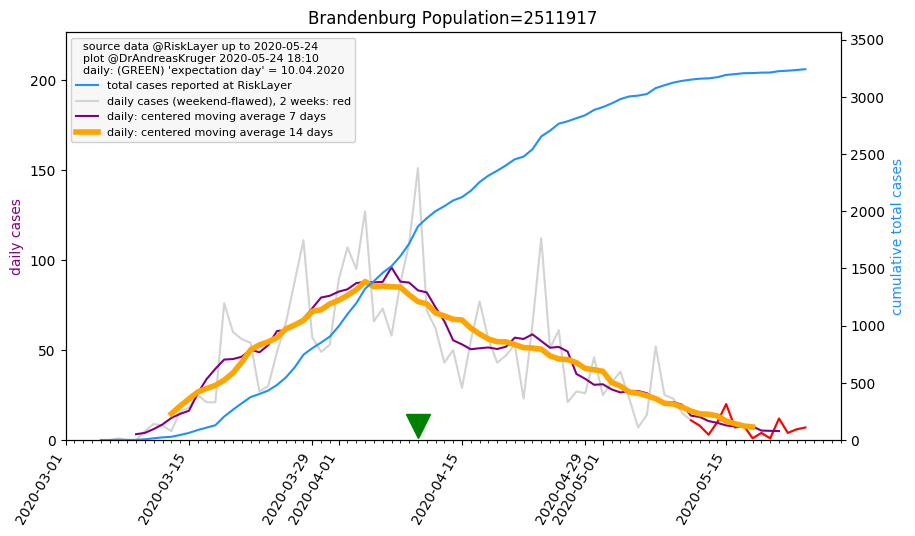 Brandenburg Population=2511917
source data @RiskLayer up to 2020-05-24
plot @DrAndreasKruger 2020-05-24 18:10
daily: (GREEN) 'expectation day' = 10.04.2020
total cases reported at RiskLayer
daily cases (weekend-flawed), 2 weeks: red
daily: centered moving average 7 days
daily: centered moving average 14 days
daily cases
200
150
100
50
0
cumulative total cases
3500
3000
2500
2000
1500
1000
500
0
2020-03-01
2020-03-15
2020-03-29
2020-04-01
2020-04-15
2020-04-29
2020-05-01
2020-05-15